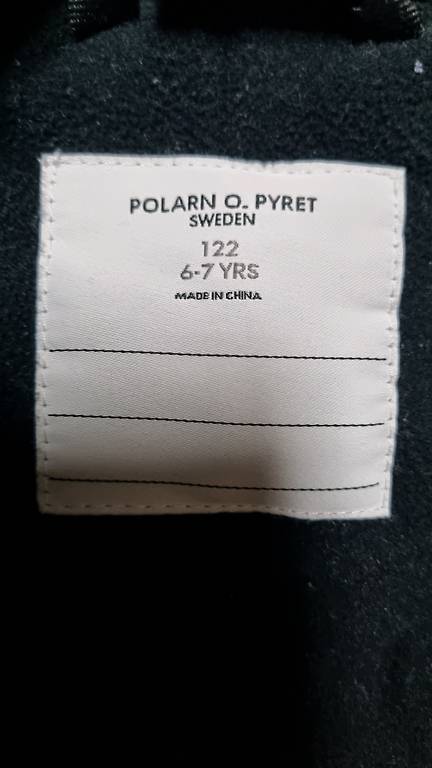 POLARN O. PYRET
SWEDEN
122
6-7 YRS
MADE IN CHINA